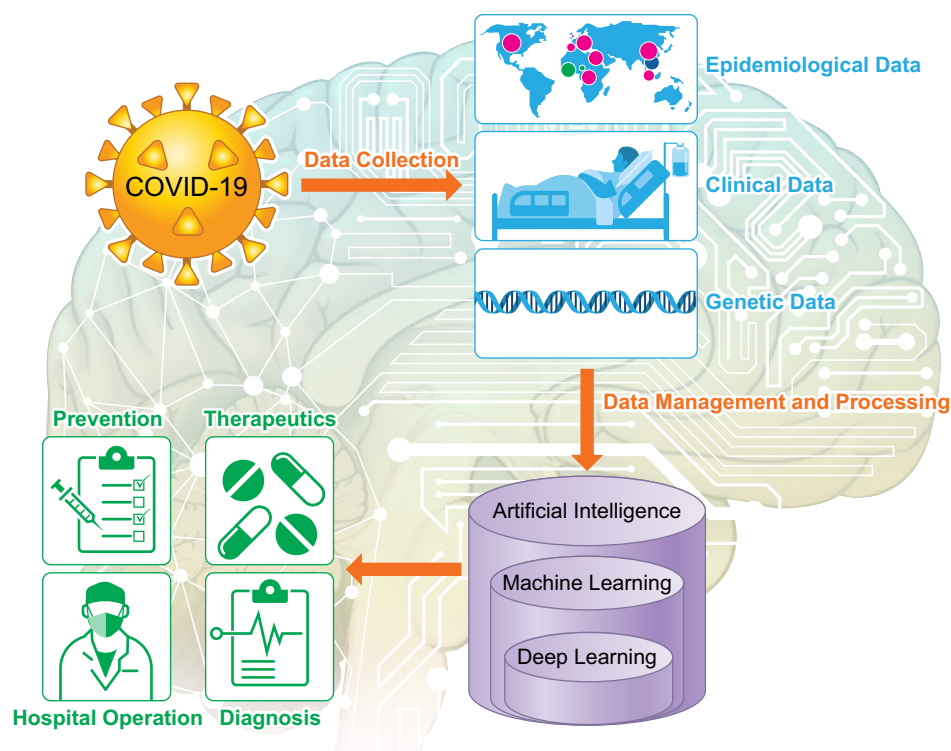 Epidemiological Data
Data Collection
COVID-19
Clinical Data
Genetic Data
Data Management and Processing
Prevention
Therapeutics
Artificial Intelligence
Machine Learning
Deep Learning
Hospital Operation
Diagnosis